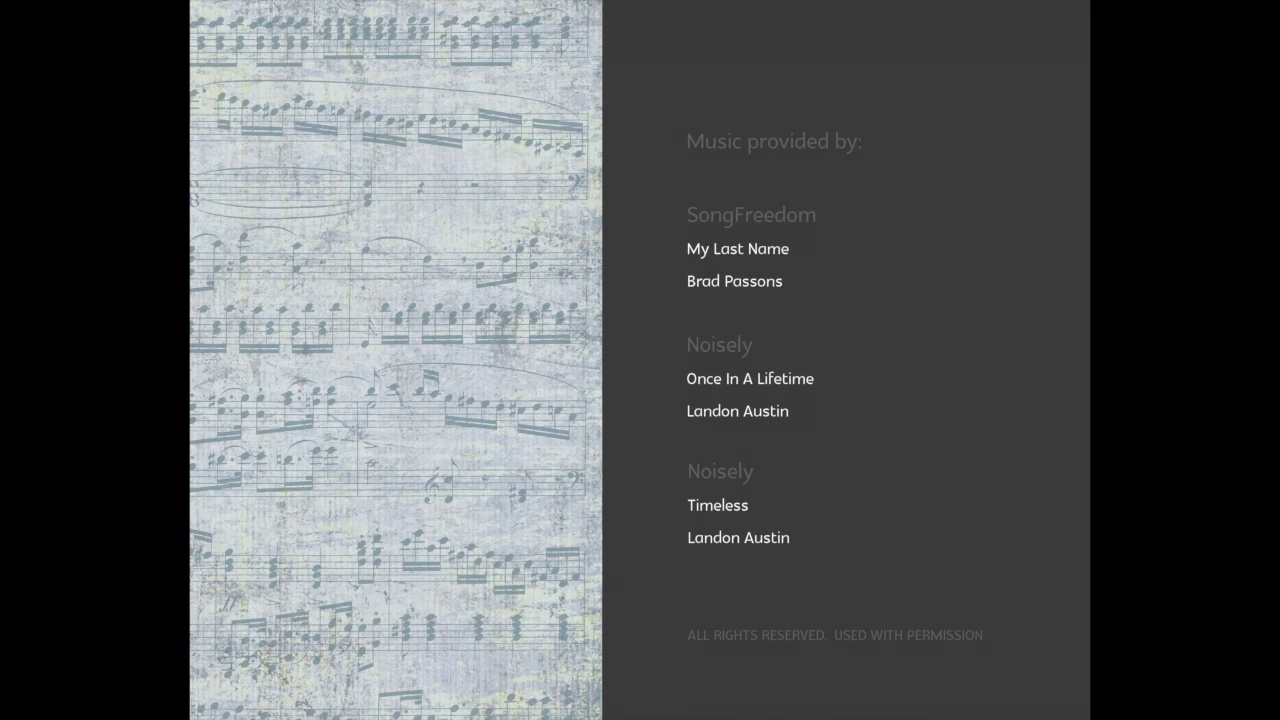 Music provided by:
SongFreedom
My Last Name
Brad Passons
Noisely
Once In A Lifetime
Landon Austin
Noisely
Timeless
Landon Austin
ALL RIGHTS RESERVED. USED WITH PERMISSION